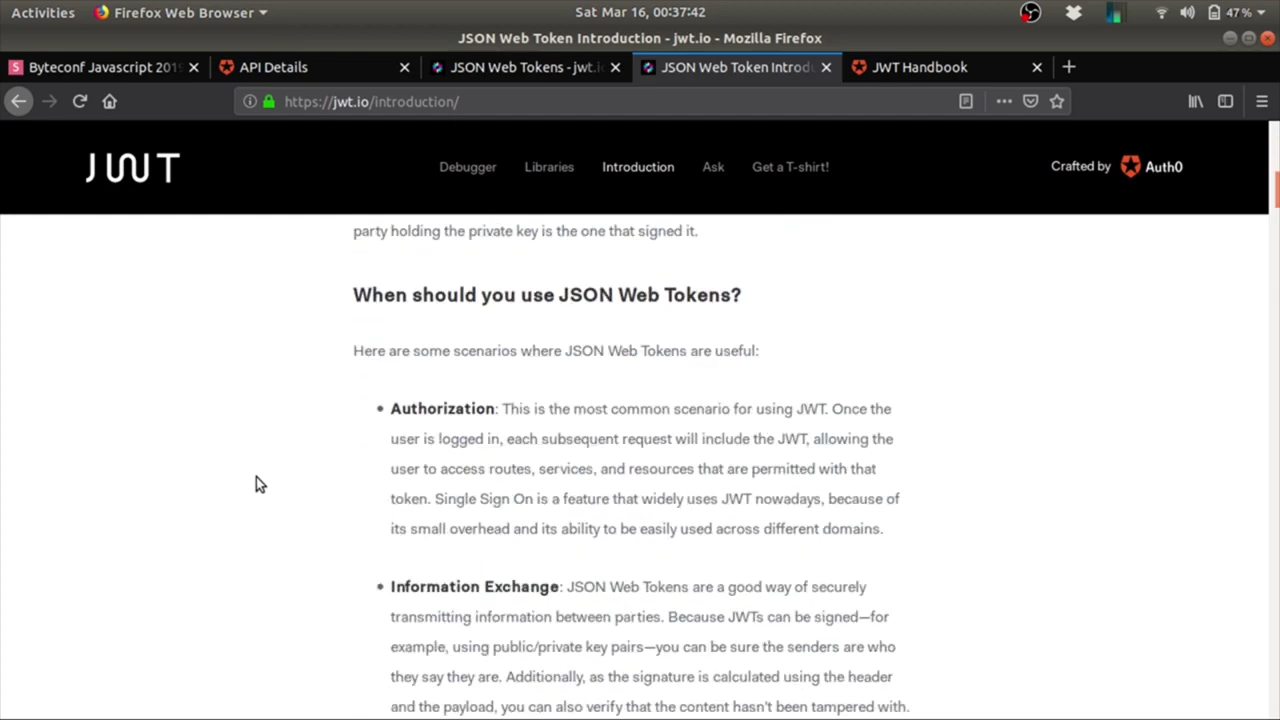 Activities
Firefox Web Browser
Sat Mar 16, 00:37:42
47%
JSON Web Token Introduction - jwt.io - Mozilla Firefox
Byteconf Javascript 201
API Details
JSON Web Tokens - jwt.i
JSON Web Token Introdu
JWT Handbook
https://jwt.io/introduction/
JWT
Debugger
Libraries
Introduction
Ask
Get a T-shirt!
Crafted by
Auth0
party holding the private key is the one that signed it.
When should you use JSON Web Tokens?
Here are some scenarios where JSON Web Tokens are useful:
• Authorization: This is the most common scenario for using JWT. Once the
user is logged in, each subsequent request will include the JWT, allowing the
user to access routes, services, and resources that are permitted with that
token. Single Sign On is a feature that widely uses JWT nowadays, because of
its small overhead and its ability to be easily used across different domains.
• Information Exchange: JSON Web Tokens are a good way of securely
transmitting information between parties. Because JWTs can be signed—for
example, using public/private key pairs—you can be sure the senders are who
they say they are. Additionally, as the signature is calculated using the header
and the payload, you can also verify that the content hasn't been tampered with.